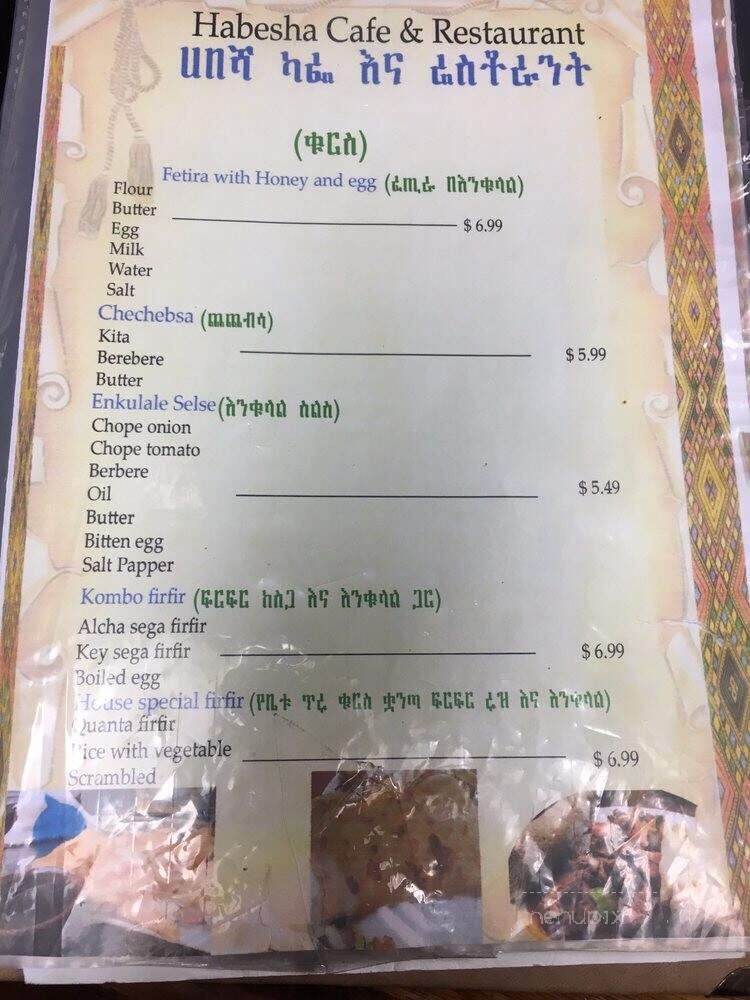 Habesha Cafe & Restaurant
ሀበሻ ካፌ እና ሬስቶራንት
(ቁርስ)
Fetira with Honey and egg (ፈጢራ በእንቁላል)
Flour
Butter $ 6.99
Egg
Milk
Water
Salt
Chechebsa (ጨጨብሳ)
Kita
Berebere $ 5.99
Butter
Enkulale Selse (እንቁላል ስልስ)
Chope onion
Chope tomato
Berbere
Oil $ 5.49
Butter
Bitten egg
Salt Papper
Kombo firfir (ፍርፍር ከስጋ እና እንቁላል ጋር)
Alcha sega firfir
Key sega firfir $ 6.99
Boiled egg
House special firfir (የቤቱ ጥሪ ቁርስ ቋንጣ ፍርፍር ሩዝ እና እንቁላል)
Quanta firfir
Rice with vegetable $ 6.99
Scrambled
menupix